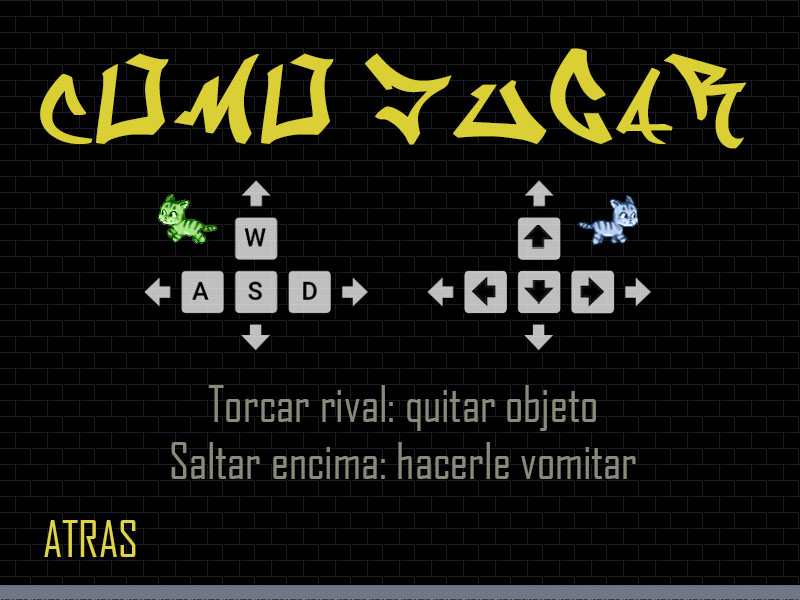 COMO JUGAR
W
A S D
Torcar rival: quitar objeto
Saltar encima: hacerle vomitar
ATRAS